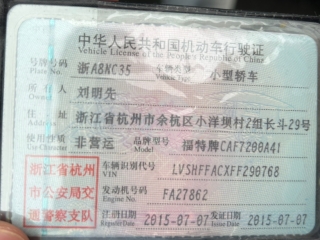 中华人民共和国机动车行驶证
Vehicle License of the People's Republic of China
号牌号码 浙A8KC35 车辆类型 小型轿车
Plate No. Vehicle Type
所有人 刘明先
Owner
住址 浙江省杭州市余杭区小洋坝村2组长斗29号
使用性质 非营运 品牌型号 福特牌CAF7200A41
Use Character Model
浙江省杭州 车辆识别代号 LVSHFFACXFF290768
VIN
市公安局交 发动机号码 FA27862
Engine No.
通警察支队 注册日期 2015-07-07 发证日期 2015-07-07
Register Date Issue Date